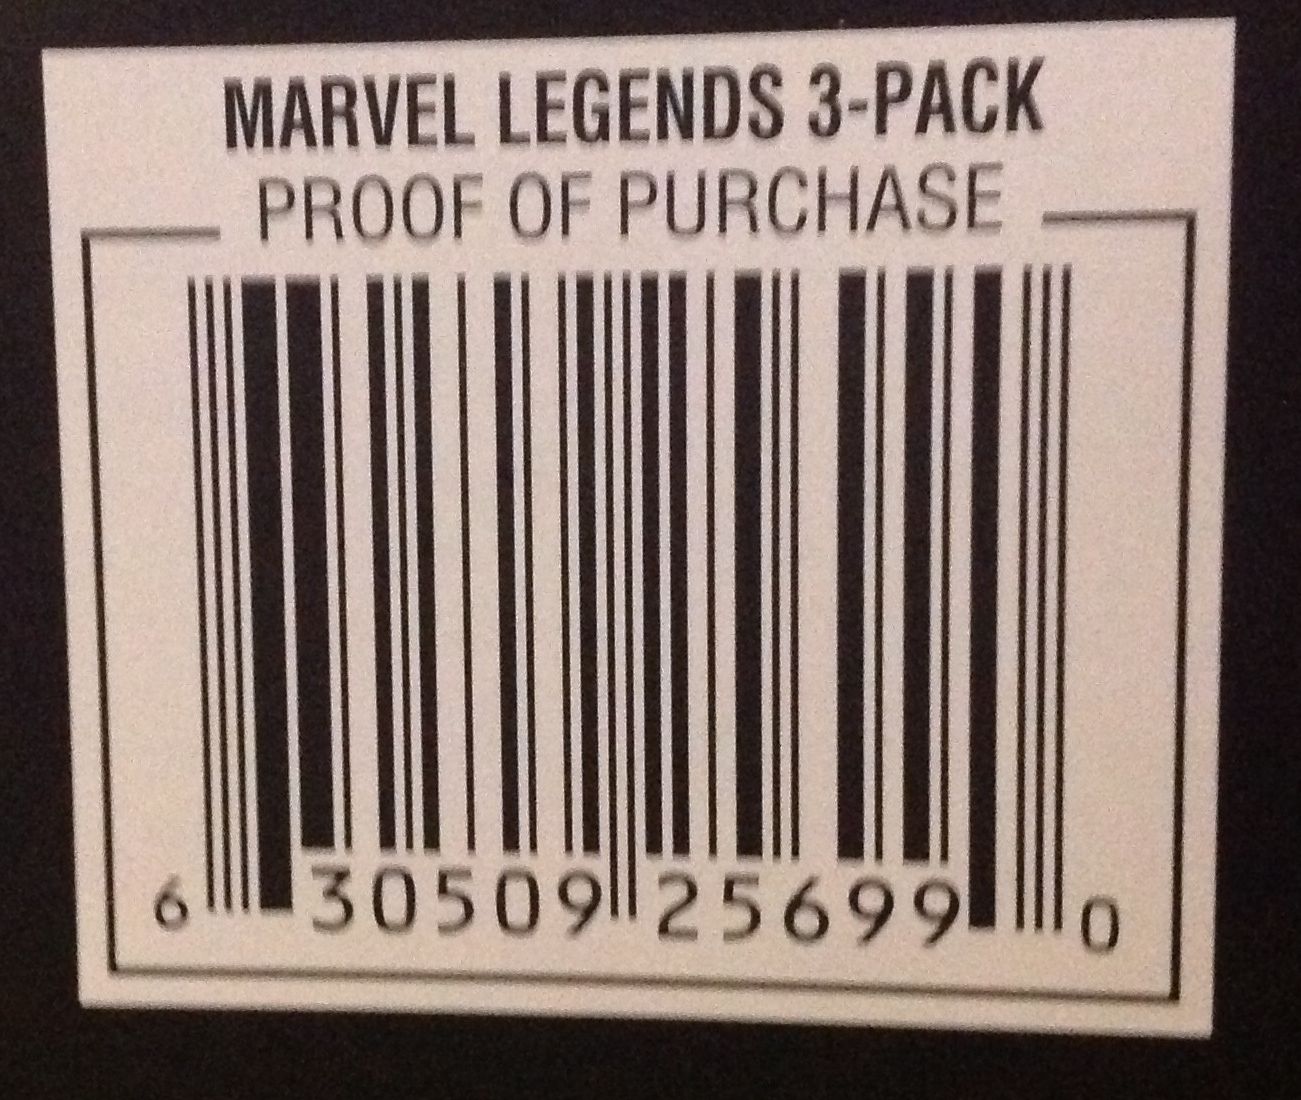 MARVEL LEGENDS 3-PACK
PROOF OF PURCHASE
6 30509 25699 0